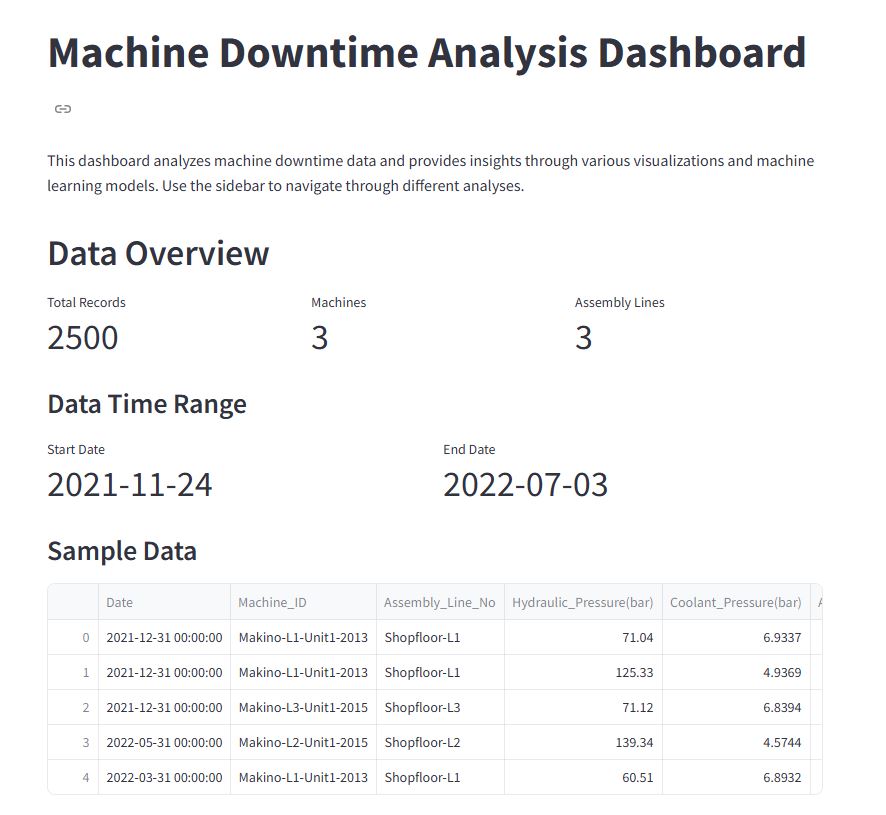 Machine Downtime Analysis Dashboard
This dashboard analyzes machine downtime data and provides insights through various visualizations and machine
learning models. Use the sidebar to navigate through different analyses.
Data Overview
Total Records Machines Assembly Lines
2500 3 3
Data Time Range
Start Date End Date
2021-11-24 2022-07-03
Sample Data
Date Machine_ID Assembly_Line_No Hydraulic_Pressure(bar) Coolant_Pressure(bar)
0 2021-12-31 00:00:00 Makino-L1-Unit1-2013 Shopfloor-L1 71.04 6.9337
1 2021-12-31 00:00:00 Makino-L1-Unit1-2013 Shopfloor-L1 125.33 4.9369
2 2021-12-31 00:00:00 Makino-L3-Unit1-2015 Shopfloor-L3 71.12 6.8394
3 2022-05-31 00:00:00 Makino-L2-Unit1-2015 Shopfloor-L2 139.34 4.5744
4 2022-03-31 00:00:00 Makino-L1-Unit1-2013 Shopfloor-L1 60.51 6.8932